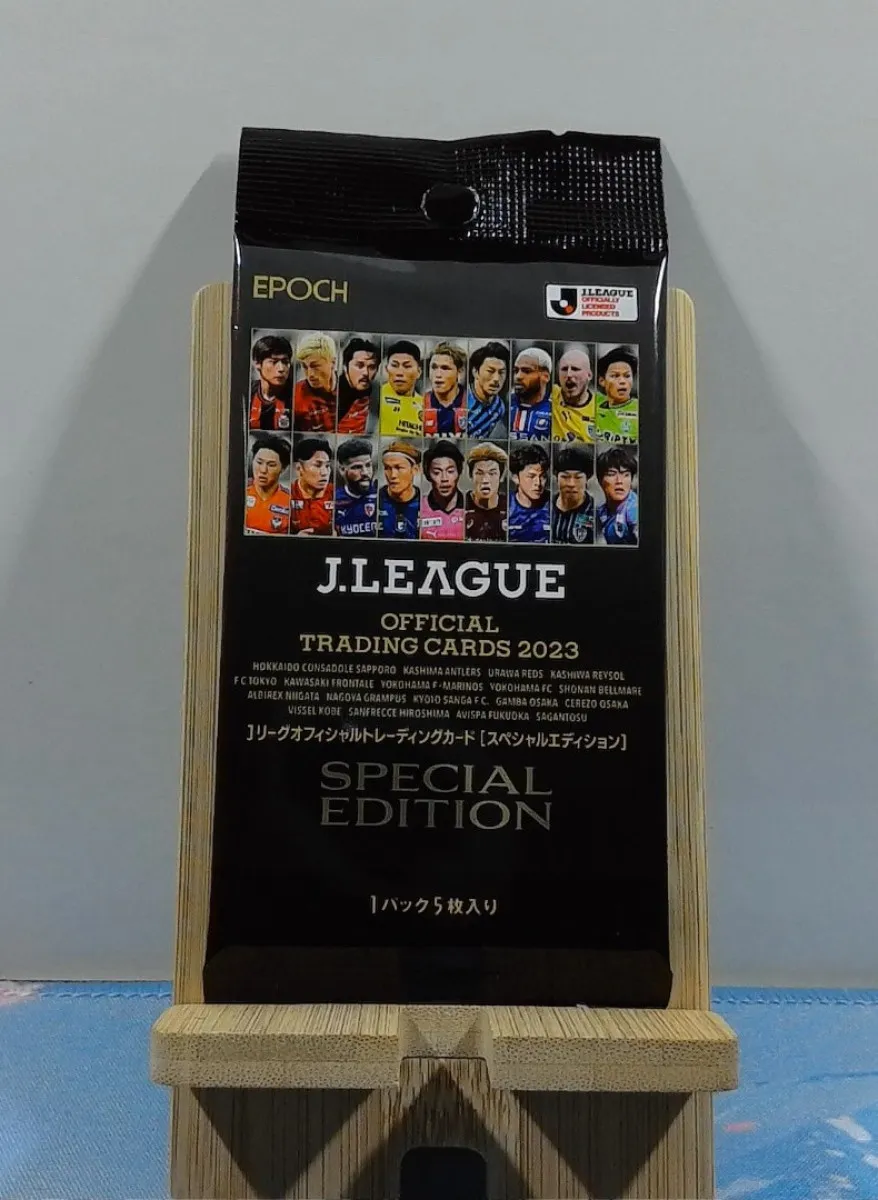 EPOCH
J.LEAGUE
OFFICIALLY
LICENSED
PRODUCTS
HITACHI
KYOCERA
J.LEAGUE
OFFICIAL
TRADING CARDS 2023
HOKKAIDO CONSADOLE SAPPORO KASHIMA ANTLERS URAWA REDS KASHIWA REYSOL
F.C.TOKYO KAWASAKI FRONTALE YOKOHAMA F·MARINOS YOKOHAMA FC SHONAN BELLMARE
ALBIREX NIIGATA NAGOYA GRAMPUS KYOTO SANGA F.C. GAMBA OSAKA CEREZO OSAKA
VISSEL KOBE SANFRECCE HIROSHIMA AVISPA FUKUOKA SAGANTOSU
Jリーグオフィシャルトレーディングカード [スペシャルエディション]
SPECIAL
EDITION
1パック5枚入り